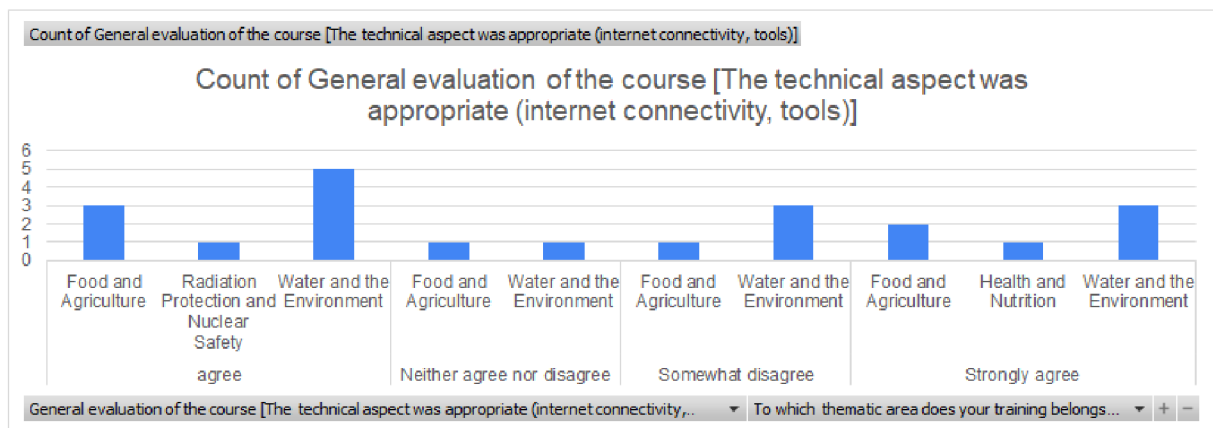 Count of General evaluation of the course [The technical aspect was appropriate (internet connectivity, tools)]
Count of General evaluation of the course [The technical aspect was
appropriate (internet connectivity, tools)]
6
5
4
3
2
1
0
Food and Agriculture
Radiation Protection and Nuclear Safety
Water and the Environment
Food and Agriculture
Water and the Environment
Food and Agriculture
Water and the Environment
Food and Agriculture
Health and Nutrition
Water and the Environment
agree
Neither agree nor disagree
Somewhat disagree
Strongly agree
General evaluation of the course [The technical aspect was appropriate (internet connectivity,..
To which thematic area does your training belongs...
+ −